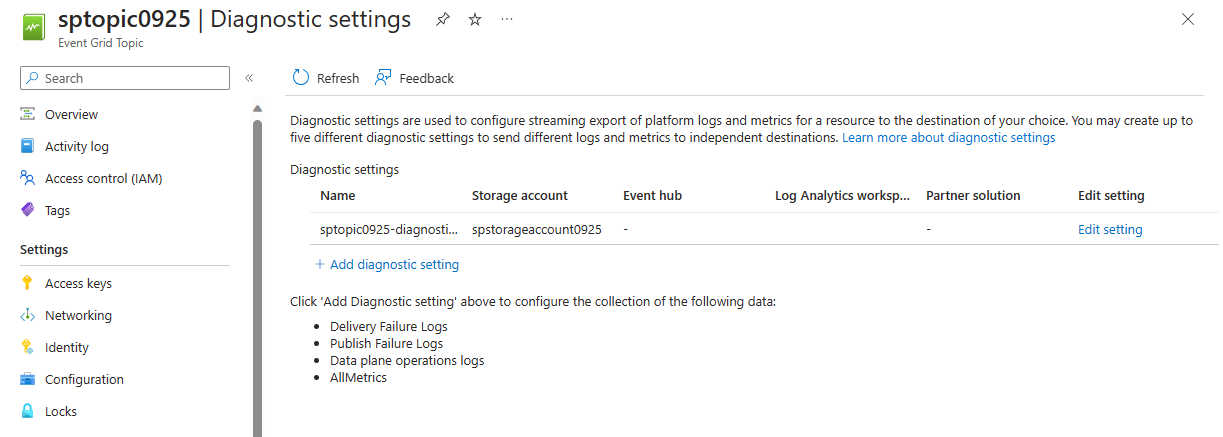 sptopic0925 | Diagnostic settings
Event Grid Topic
Search
Overview
Activity log
Access control (IAM)
Tags
Settings
Access keys
Networking
Identity
Configuration
Locks
Refresh
Feedback
Diagnostic settings are used to configure streaming export of platform logs and metrics for a resource to the destination of your choice. You may create up to
five different diagnostic settings to send different logs and metrics to independent destinations. Learn more about diagnostic settings
Diagnostic settings
Name Storage account Event hub Log Analytics worksp... Partner solution Edit setting
sptopic0925-diagnosti... spstorageaccount0925 - - Edit setting
+ Add diagnostic setting
Click 'Add Diagnostic setting' above to configure the collection of the following data:
• Delivery Failure Logs
• Publish Failure Logs
• Data plane operations logs
• AllMetrics